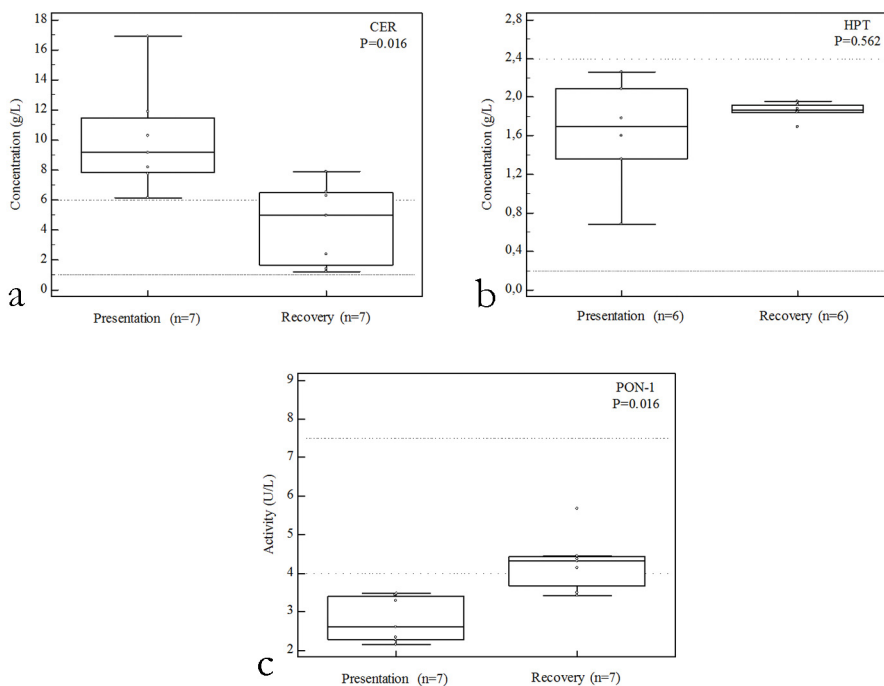 18
16
14
12
10
8
6
4
2
0
Concentration (g/L)
CER
P=0.016
Presentation (n=7)
Recovery (n=7)
a
2,8
2,4
2,0
1,6
1,2
0,8
0,4
0,0
Concentration (g/L)
HPT
P=0.562
Presentation (n=6)
Recovery (n=6)
b
9
8
7
6
5
4
3
2
Activity (U/L)
PON-1
P=0.016
Presentation (n=7)
Recovery (n=7)
c